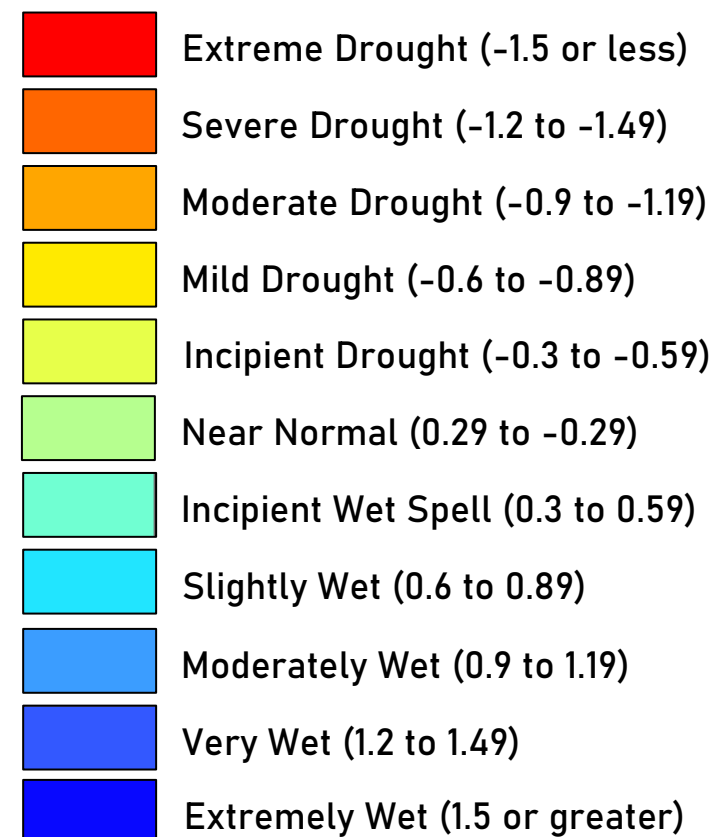 Extreme Drought (-1.5 or less)
Severe Drought (-1.2 to -1.49)
Moderate Drought (-0.9 to -1.19)
Mild Drought (-0.6 to -0.89)
Incipient Drought (-0.3 to -0.59)
Near Normal (0.29 to -0.29)
Incipient Wet Spell (0.3 to 0.59)
Slightly Wet (0.6 to 0.89)
Moderately Wet (0.9 to 1.19)
Very Wet (1.2 to 1.49)
Extremely Wet (1.5 or greater)